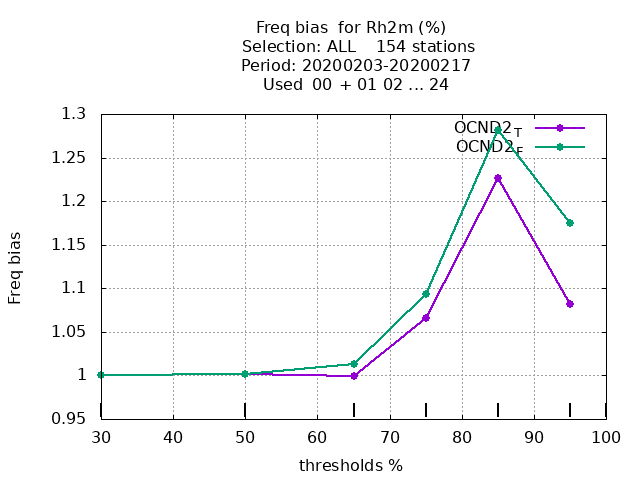 Freq bias for Rh2m (%)
Selection: ALL 154 stations
Period: 20200203-20200217
Used 00 + 01 02 ... 24
1.3
1.25
1.2
1.15
1.1
1.05
1
0.95
Freq bias
OCND2T
OCND2F
30 40 50 60 70 80 90 100
thresholds %